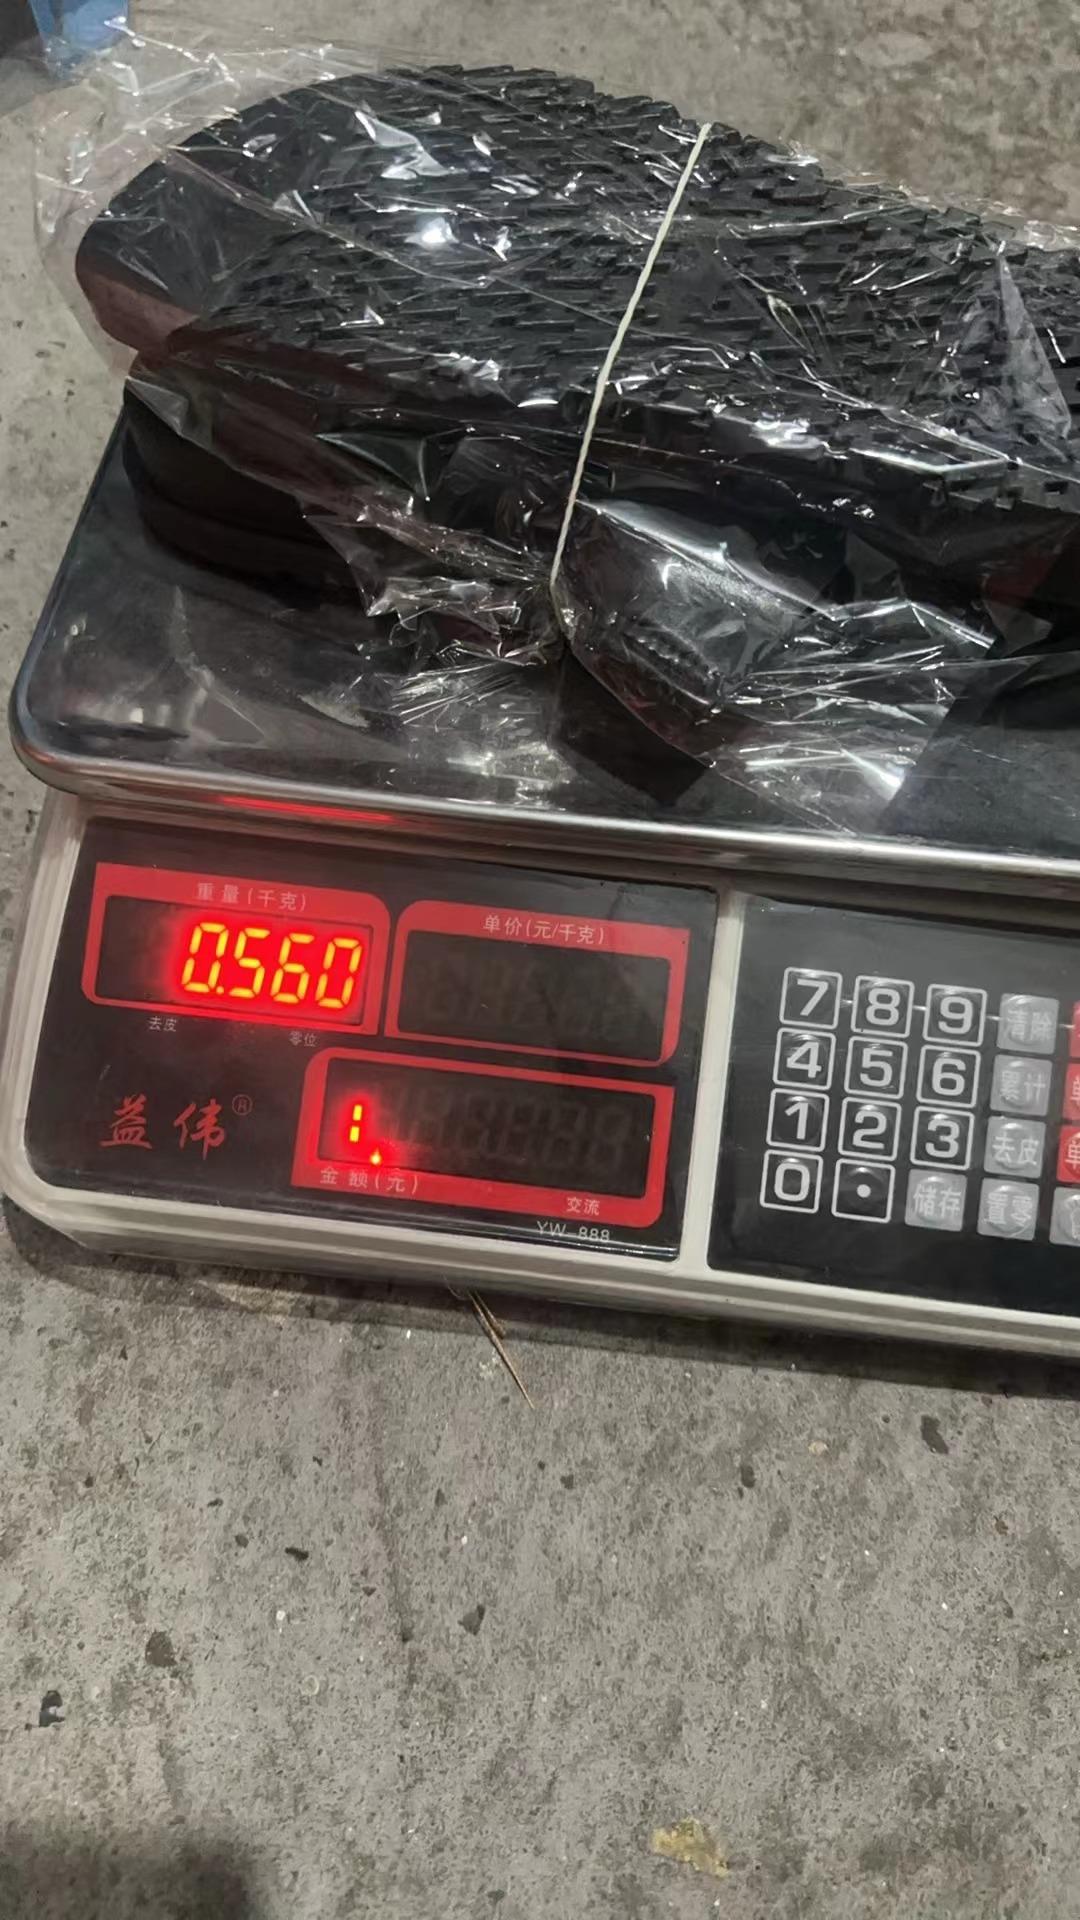 重量(千克)
0.560
单价(元/千克)
去皮
零位
益伟®
1.
金额(元)
交流
YW-888
7 8 9 清除
4 5 6 累计
1 2 3 去皮
0 . 储存 置零